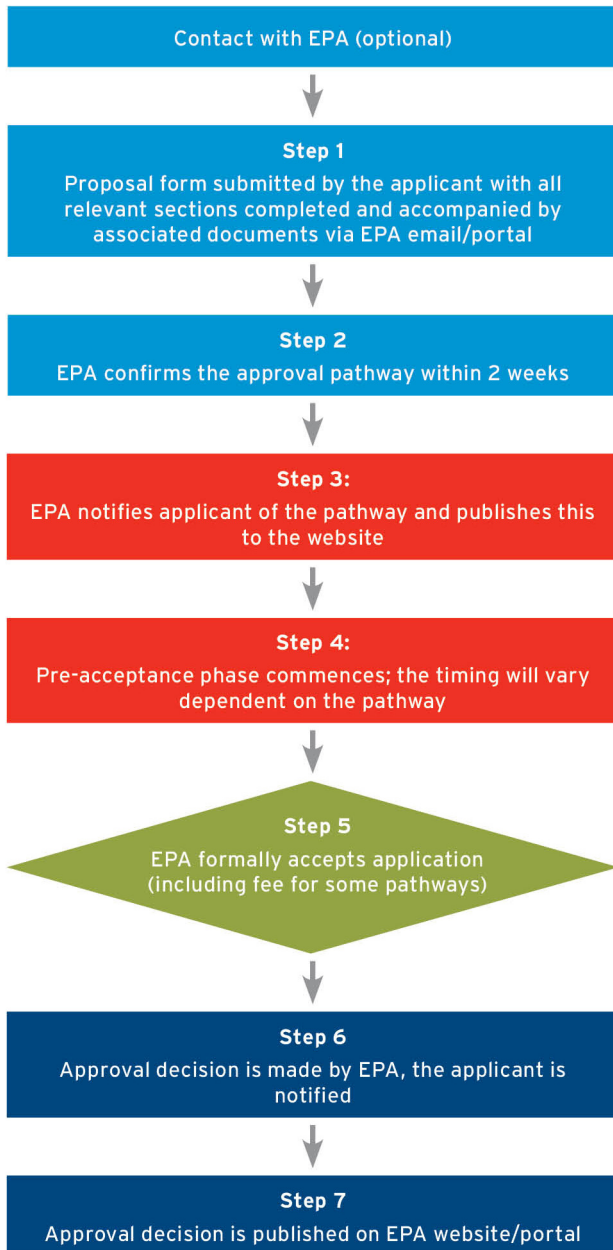 Contact with EPA (optional)
Step 1
Proposal form submitted by the applicant with all
relevant sections completed and accompanied by
associated documents via EPA email/portal
Step 2
EPA confirms the approval pathway within 2 weeks
Step 3:
EPA notifies applicant of the pathway and publishes this
to the website
Step 4:
Pre-acceptance phase commences; the timing will vary
dependent on the pathway
Step 5
EPA formally accepts application
(including fee for some pathways)
Step 6
Approval decision is made by EPA, the applicant is
notified
Step 7
Approval decision is published on EPA website/portal